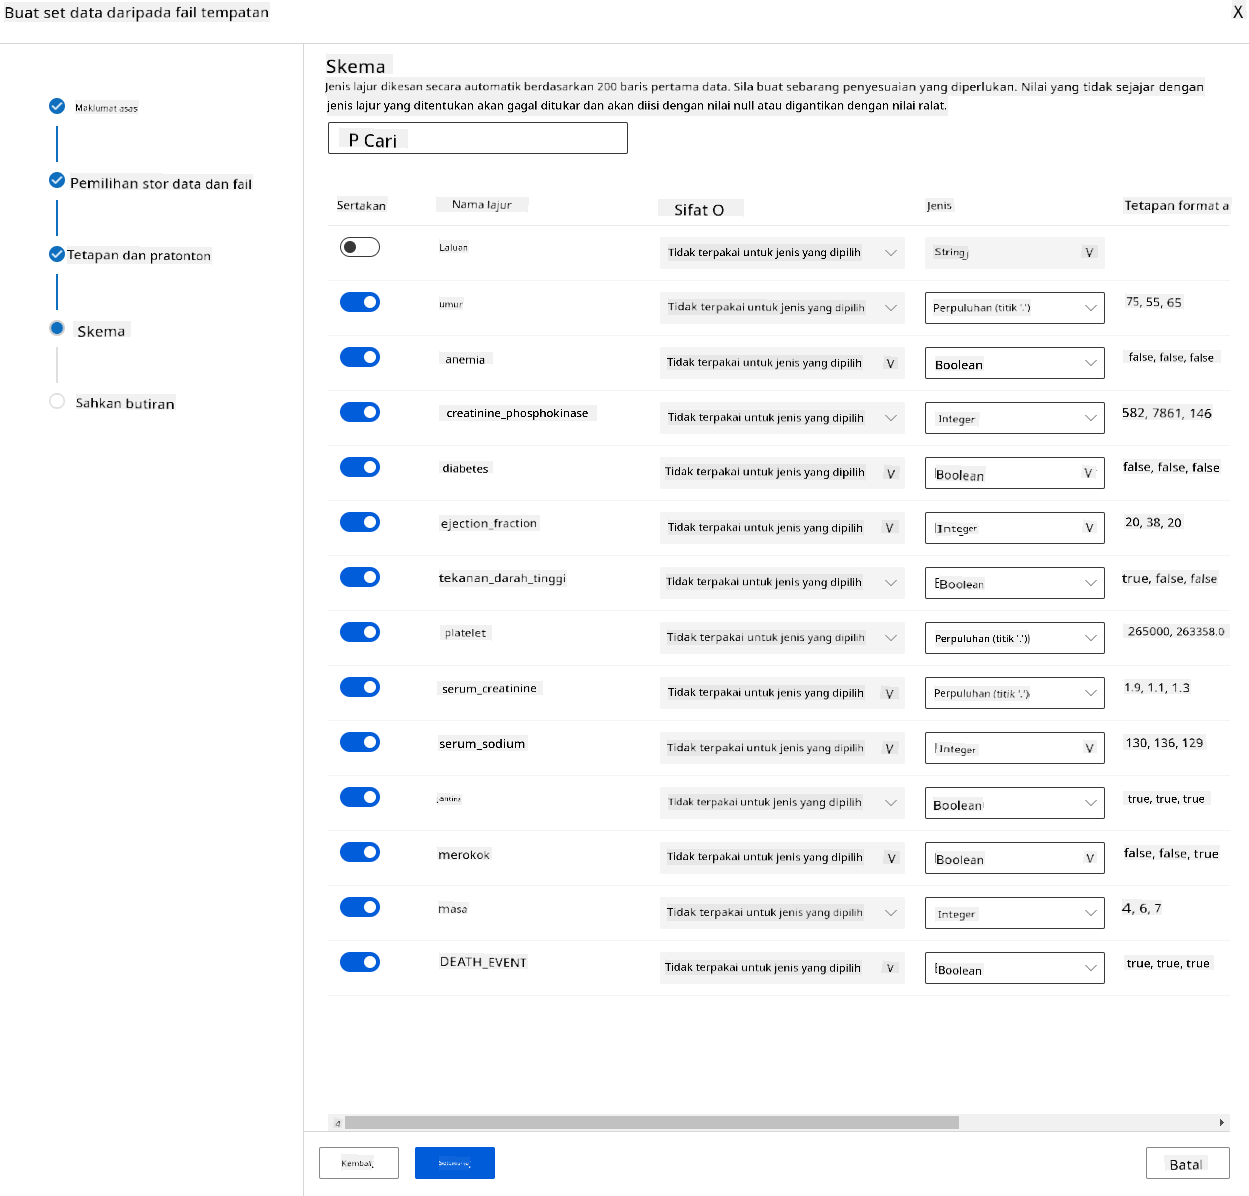 Buat set data daripada fail tempatan
X
Maklumat asas
Pemilihan stor data dan fail
Tetapan dan pratonton
Skema
Sahkan butiran
Skema
Jenis lajur dikesan secara automatik berdasarkan 200 baris pertama data. Sila buat sebarang penyesuaian yang diperlukan. Nilai yang tidak sejajar dengan
jenis lajur yang ditentukan akan gagal ditukar dan akan diisi dengan nilai null atau digantikan dengan nilai ralat.
P Cari
Sertakan Nama lajur Sifat O Jenis Tetapan format a
Laluan Tidak terpakai untuk jenis yang dipilih String V
umur Tidak terpakai untuk jenis yang dipilih Perpuluhan (titik '.') 75, 55, 65
anemia Tidak terpakai untuk jenis yang dipilih V Boolean false, false, false
creatinine_phosphokinase Tidak terpakai untuk jenis yang dipilih Integer 582, 7861, 146
diabetes Tidak terpakai untuk jenis yang dipilih V Boolean V false, false, false
ejection_fraction Tidak terpakai untuk jenis yang dipilih V Integer V 20, 38, 20
tekanan_darah_tinggi Tidak terpakai untuk jenis yang dipilih Boolean true, false, false
platelet Tidak terpakai untuk jenis yang dipilih Perpuluhan (titik '.')) 265000, 263358.0
serum_creatinine Tidak terpakai untuk jenis yang dipilih V Perpuluhan (titik '.') 1.9, 1.1, 1.3
serum_sodium Tidak terpakai untuk jenis yang dipilih V Integer V 130, 136, 129
jantina Tidak terpakai untuk jenis yang dipilih Boolean true, true, true
merokok Tidak terpakai untuk jenis yang dipilih V Boolean V false, false, true
masa Tidak terpakai untuk jenis yang dipilih Integer 4, 6, 7
DEATH_EVENT Tidak terpakai untuk jenis yang dipilih V Boolean true, true, true
Kembali
Batal